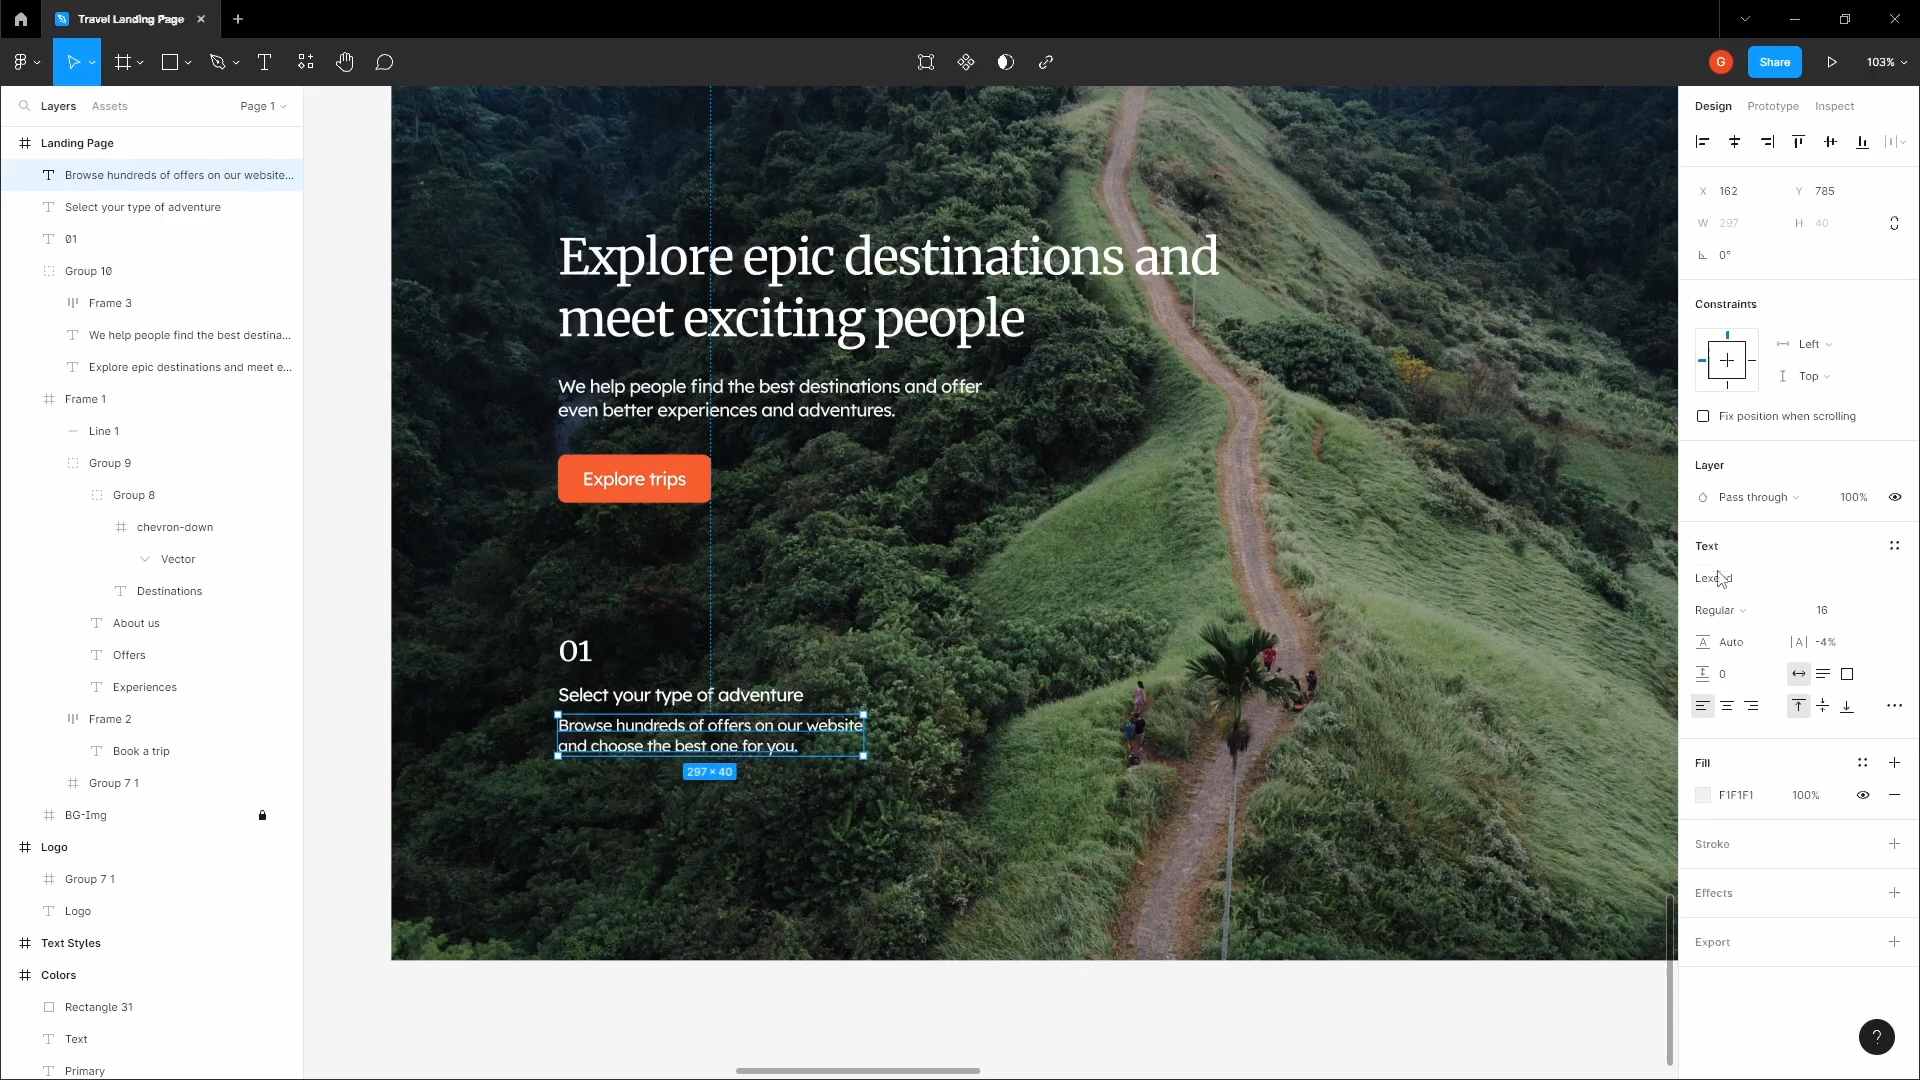 Travel Landing Page
G
Share
103%
Layers
Assets
Page 1
Landing Page
Browse hundreds of offers on our website...
Select your type of adventure
01
Group 10
Frame 3
We help people find the best destina...
Explore epic destinations and meet e...
Frame 1
Line 1
Group 9
Group 8
chevron-down
Vector
Destinations
About us
Offers
Experiences
Frame 2
Book a trip
Group 7 1
BG-Img
Logo
Group 7 1
Logo
Text Styles
Colors
Rectangle 31
Text
Primary
Explore epic destinations and
meet exciting people
We help people find the best destinations and offer
even better experiences and adventures.
Explore trips
01
Select your type of adventure
Browse hundreds of offers on our website
and choose the best one for you.
297 × 40
Design
Prototype
Inspect
X 162
Y 785
W 297
H 40
0°
Constraints
Left
Top
Fix position when scrolling
Layer
Pass through
100%
Text
Regular
16
Auto
-4%
0
Fill
F1F1F1
100%
Stroke
Effects
Export
?